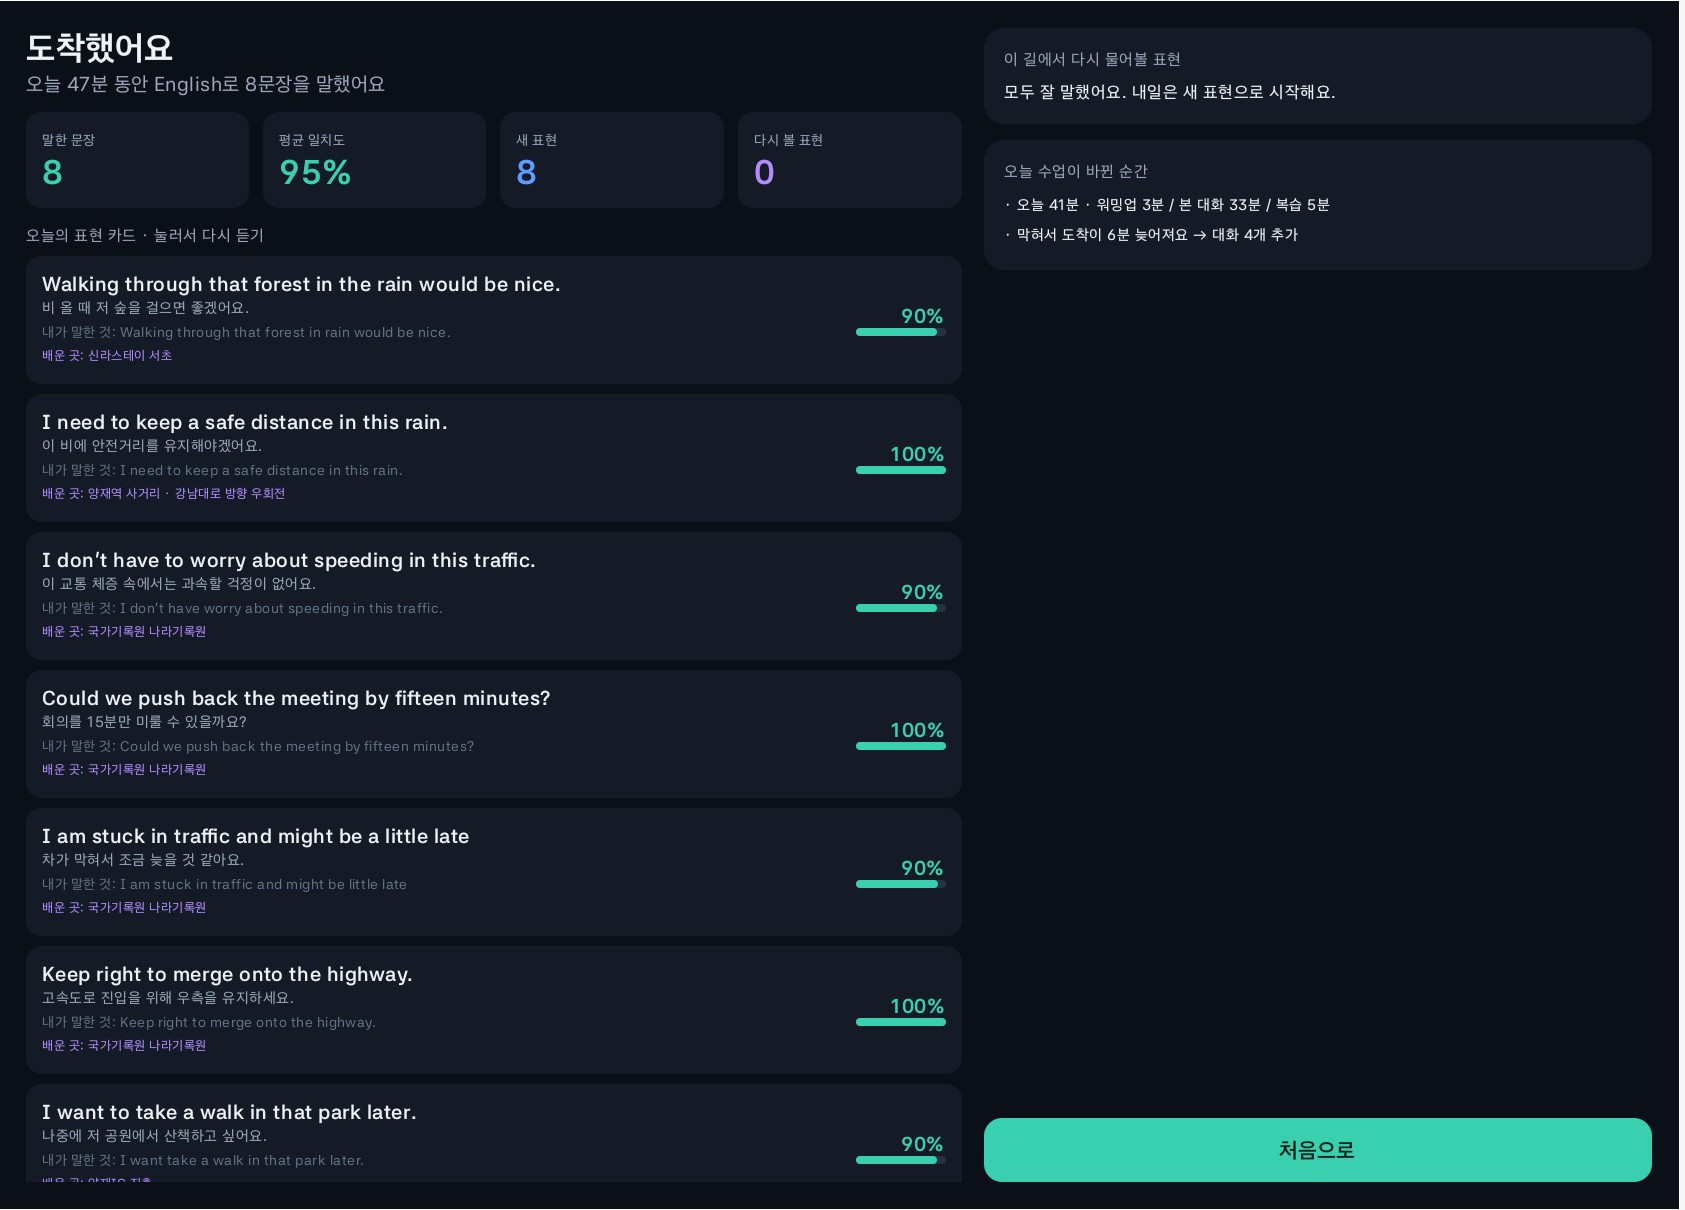 도착했어요
오늘 47분 동안 English로 8문장을 말했어요
말한 문장
8
평균 일치도
95%
새 표현
8
다시 볼 표현
0
오늘의 표현 카드 · 눌러서 다시 듣기
Walking through that forest in the rain would be nice.
비 올 때 저 숲을 걸으면 좋겠어요.
내가 말한 것: Walking through that forest in rain would be nice.
배운 곳: 신라스테이 서초
90%
I need to keep a safe distance in this rain.
이 비에 안전거리를 유지해야겠어요.
내가 말한 것: I need to keep a safe distance in this rain.
배운 곳: 양재역 사거리 · 강남대로 방향 우회전
100%
I don't have to worry about speeding in this traffic.
이 교통 체증 속에서는 과속할 걱정이 없어요.
내가 말한 것: I don't have worry about speeding in this traffic.
배운 곳: 국가기록원 나라기록원
90%
Could we push back the meeting by fifteen minutes?
회의를 15분만 미룰 수 있을까요?
내가 말한 것: Could we push back the meeting by fifteen minutes?
배운 곳: 국가기록원 나라기록원
100%
I am stuck in traffic and might be a little late
차가 막혀서 조금 늦을 것 같아요.
내가 말한 것: I am stuck in traffic and might be little late
배운 곳: 국가기록원 나라기록원
90%
Keep right to merge onto the highway.
고속도로 진입을 위해 우측을 유지하세요.
내가 말한 것: Keep right to merge onto the highway.
배운 곳: 국가기록원 나라기록원
100%
I want to take a walk in that park later.
나중에 저 공원에서 산책하고 싶어요.
내가 말한 것: I want take a walk in that park later.
90%
이 길에서 다시 물어볼 표현
모두 잘 말했어요. 내일은 새 표현으로 시작해요.
오늘 수업이 바뀐 순간
· 오늘 41분 · 워밍업 3분 / 본 대화 33분 / 복습 5분
· 막혀서 도착이 6분 늦어져요 → 대화 4개 추가
처음으로